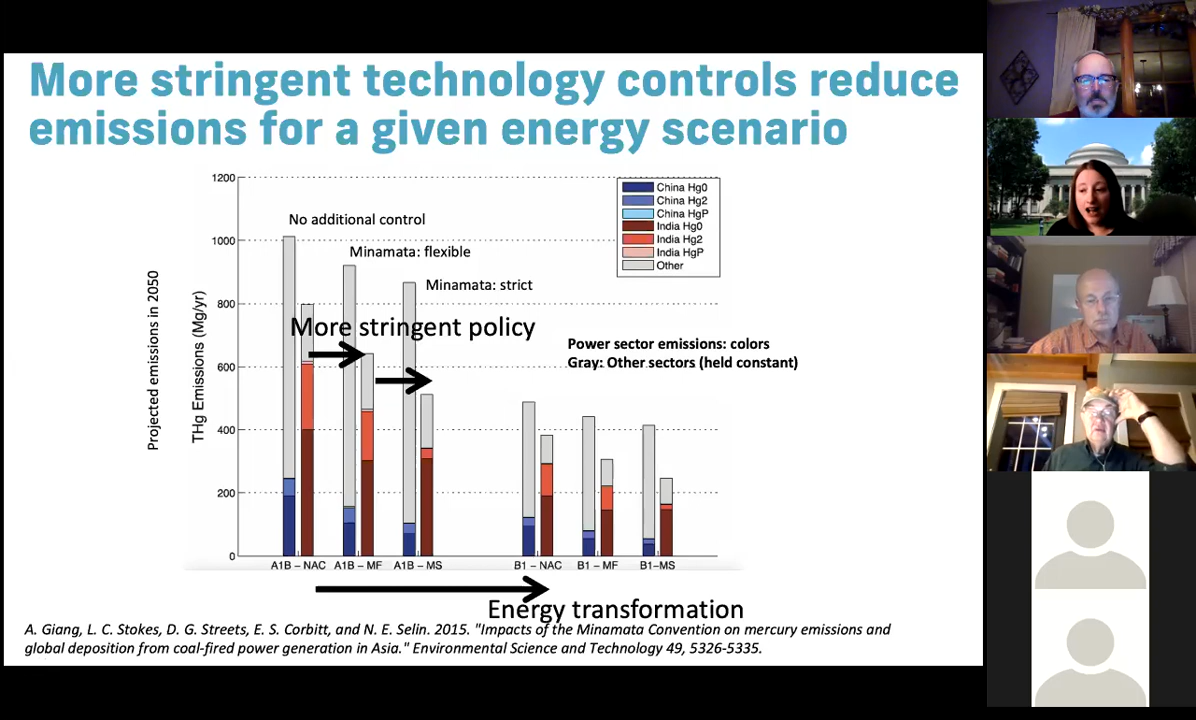 More stringent technology controls reduce
emissions for a given energy scenario
Projected emissions in 2050
THg Emissions (Mg/yr)
1200
1000
800
600
400
200
0
No additional control
Minamata: flexible
Minamata: strict
More stringent policy
China Hg0
China Hg2
China HgP
India Hg0
India Hg2
India HgP
Other
Power sector emissions: colors
Gray: Other sectors (held constant)
A1B – NAC
A1B – MF
A1B – MS
B1 – NAC
B1 – MF
B1–MS
Energy transformation
A. Giang, L. C. Stokes, D. G. Streets, E. S. Corbitt, and N. E. Selin. 2015. "Impacts of the Minamata Convention on mercury emissions and
global deposition from coal-fired power generation in Asia." Environmental Science and Technology 49, 5326-5335.